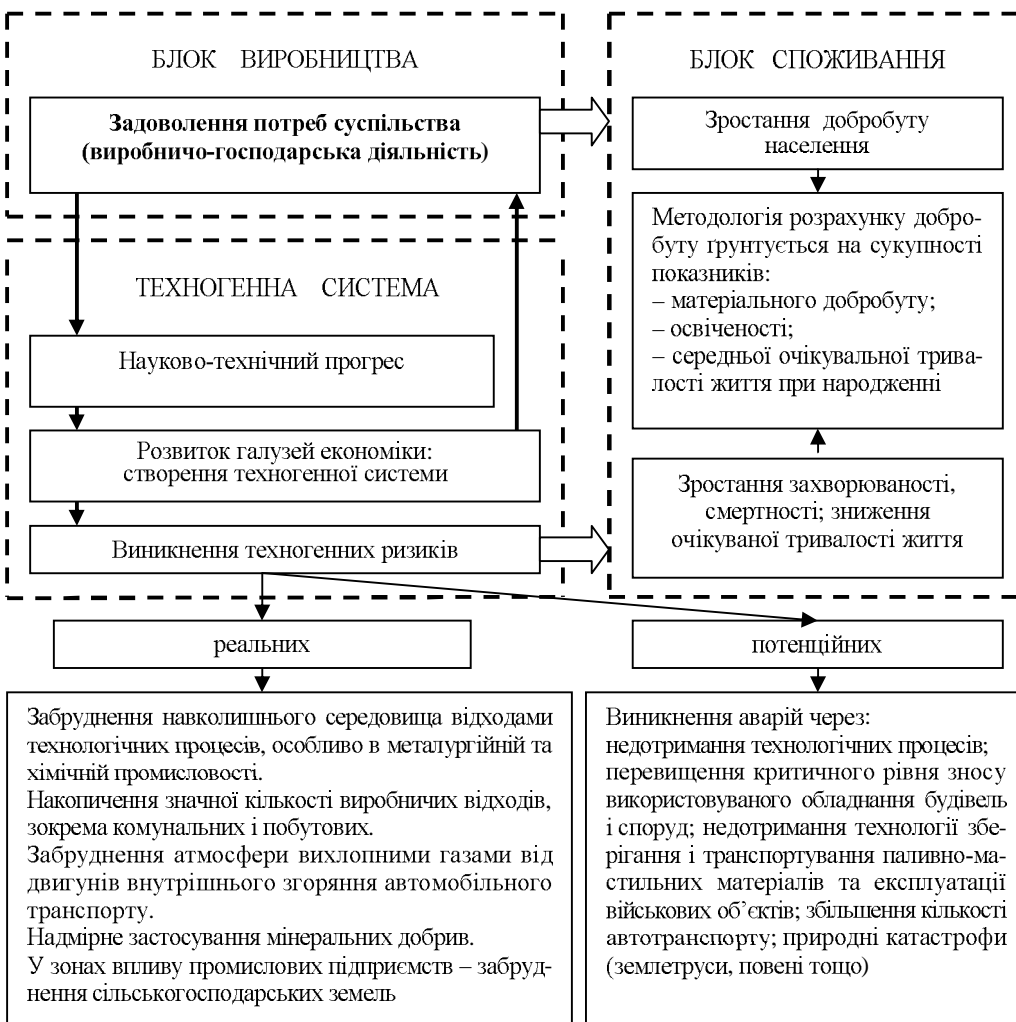 БЛОК ВИРОБНИЦТВА
Задоволення потреб суспільства
(виробничо-господарська діяльність)
ТЕХНОГЕННА СИСТЕМА
Науково-технічний прогрес
Розвиток галузей економіки:
створення техногенної системи
Виникнення техногенних ризиків
БЛОК СПОЖИВАННЯ
Зростання добробуту
населення
Методологія розрахунку добро-
буту ґрунтується на сукупності
показників:
– матеріального добробуту;
– освіченості;
– середньої очікувальної трива-
лості життя при народженні
Зростання захворюваності,
смертності; зниження
очікуваної тривалості життя
реальних
Забруднення навколишнього середовища відходами
технологічних процесів, особливо в металургійній та
хімічній промисловості.
Накопичення значної кількості виробничих відходів,
зокрема комунальних і побутових.
Забруднення атмосфери вихлопними газами від
двигунів внутрішнього згоряння автомобільного
транспорту.
Надмірне застосування мінеральних добрив.
У зонах впливу промислових підприємств – забруд-
нення сільськогосподарських земель
потенційних
Виникнення аварій через:
недотримання технологічних процесів;
перевищення критичного рівня зносу
використовуваного обладнання будівель
і споруд; недотримання технології збе-
рігання і транспортування паливно-ма-
стильних матеріалів та експлуатації
військових об’єктів; збільшення кількості
автотранспорту; природні катастрофи
(землетруси, повені тощо)